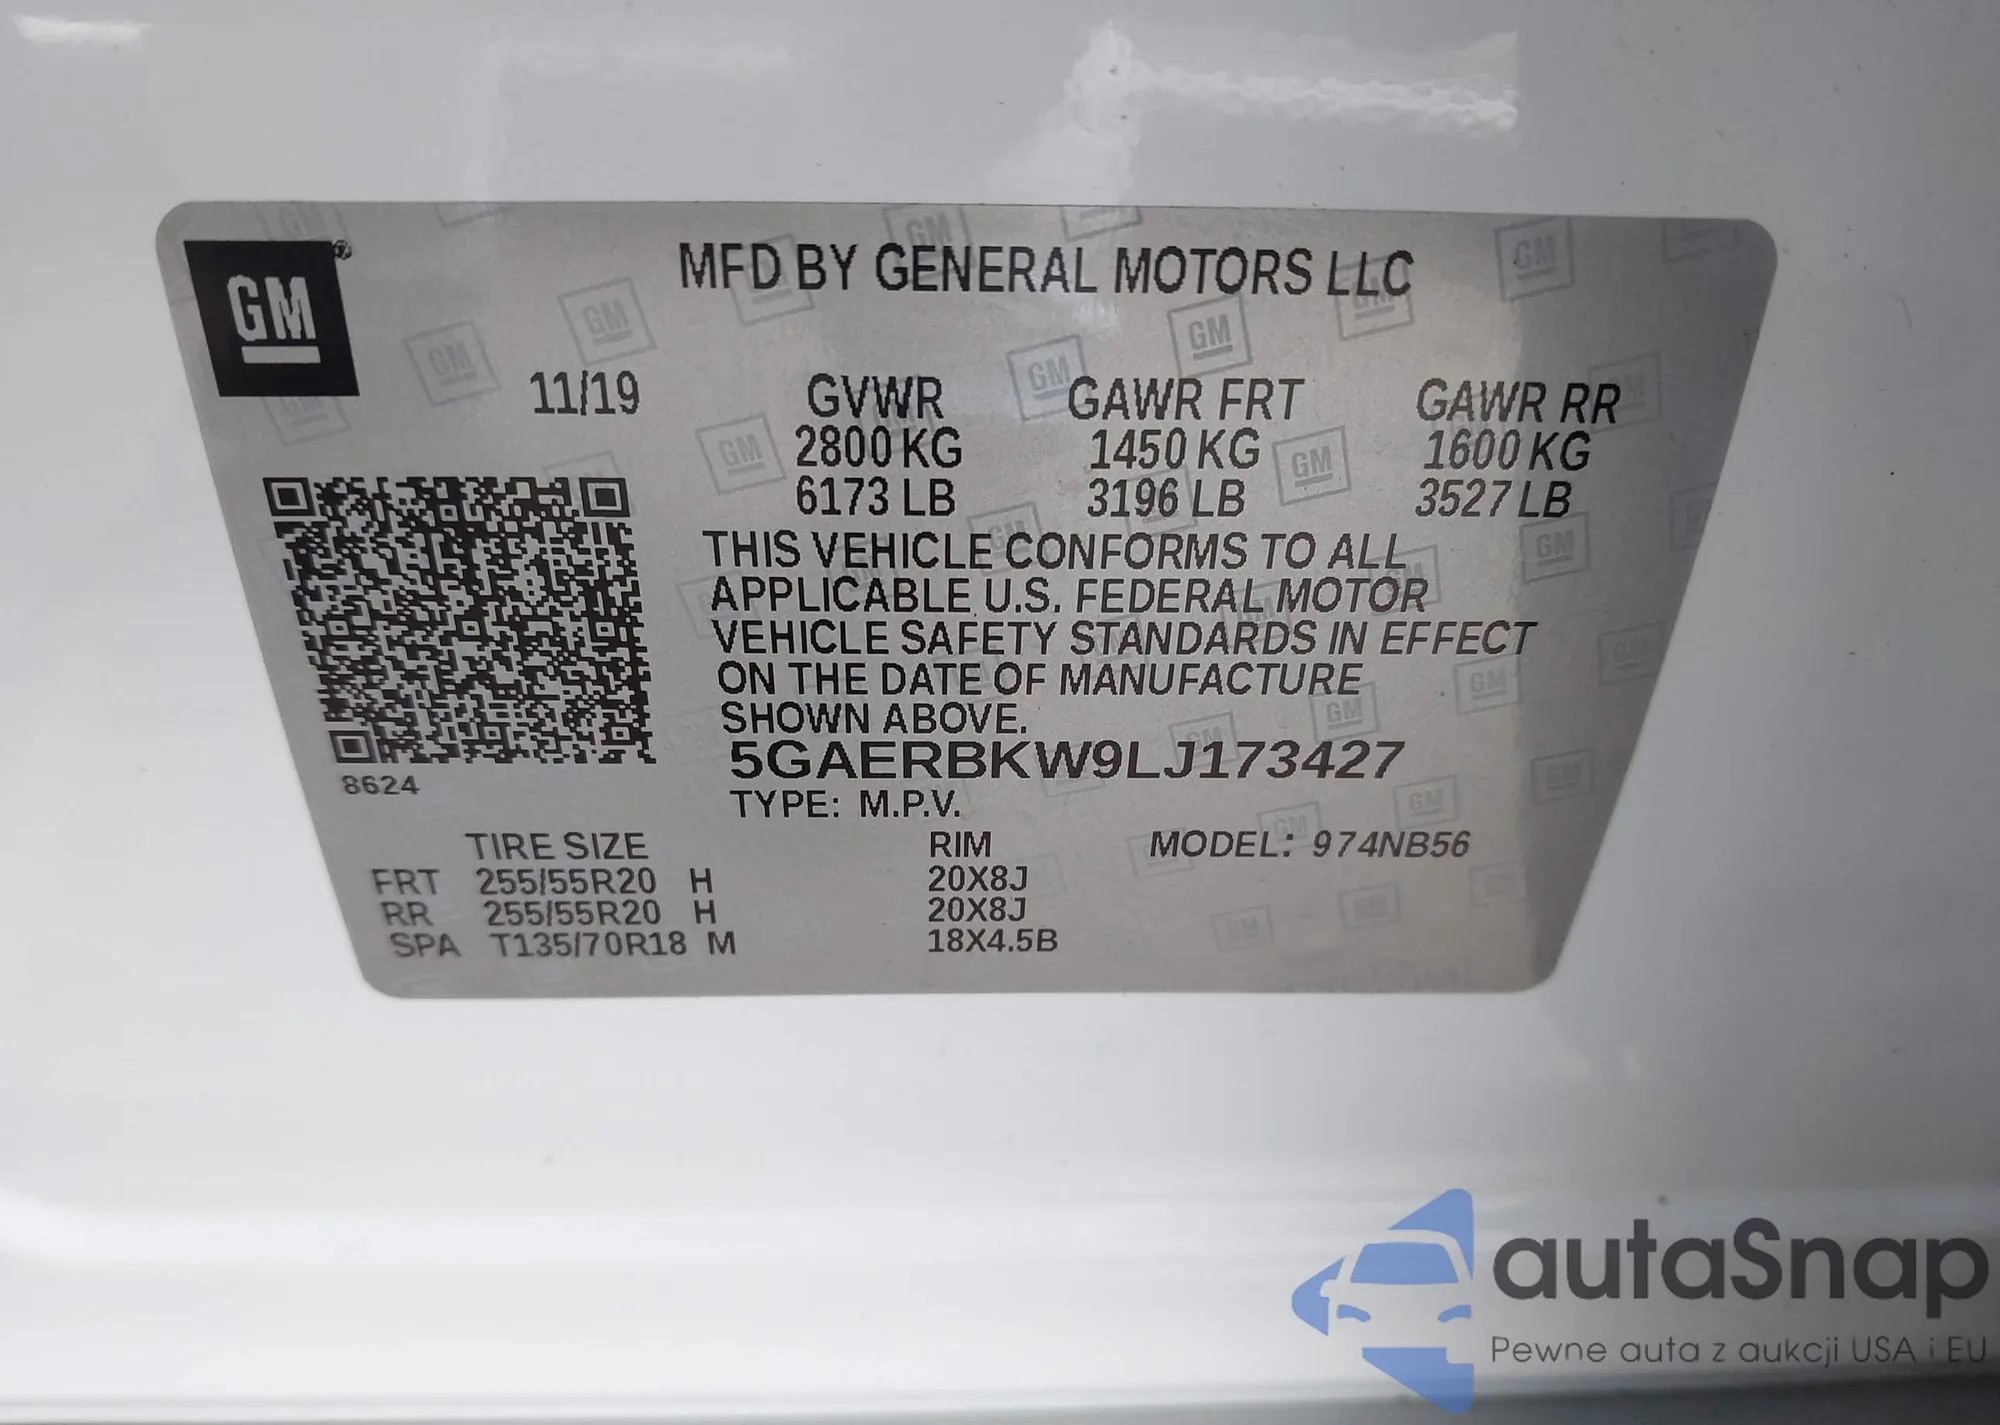 GM®
MFD BY GENERAL MOTORS LLC
11/19 GVWR GAWR FRT GAWR RR
2800 KG 1450 KG 1600 KG
6173 LB 3196 LB 3527 LB
THIS VEHICLE CONFORMS TO ALL
APPLICABLE U.S. FEDERAL MOTOR
VEHICLE SAFETY STANDARDS IN EFFECT
ON THE DATE OF MANUFACTURE
SHOWN ABOVE.
5GAERBKW9LJ173427
8624
TYPE: M.P.V.
TIRE SIZE RIM MODEL: 974NB56
FRT 255/55R20 H 20X8J
RR 255/55R20 H 20X8J
SPA T135/70R18 M 18X4.5B
autaSnap
Pewne auta z aukcji USA i EU